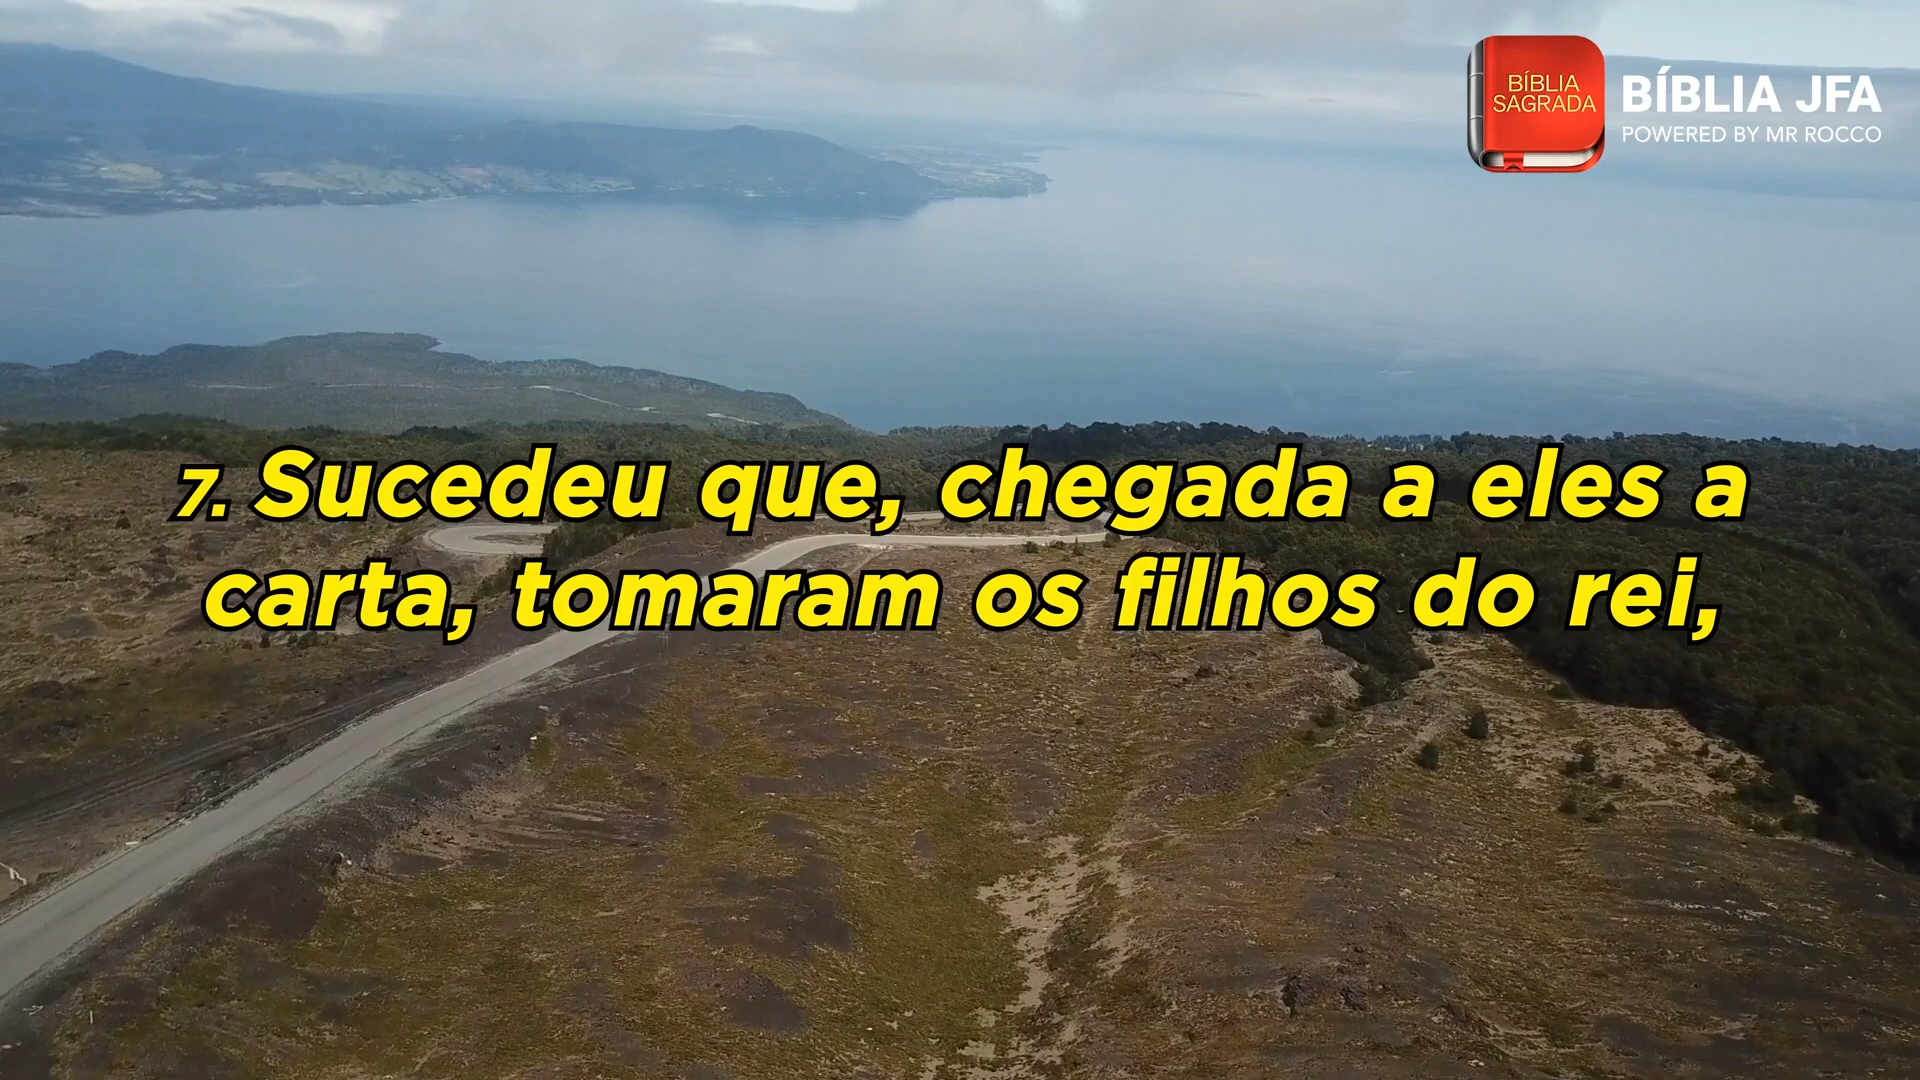 BÍBLIA
SAGRADA
BÍBLIA JFA
POWERED BY MR ROCCO
7. Sucedeu que, chegada a eles a
carta, tomaram os filhos do rei,